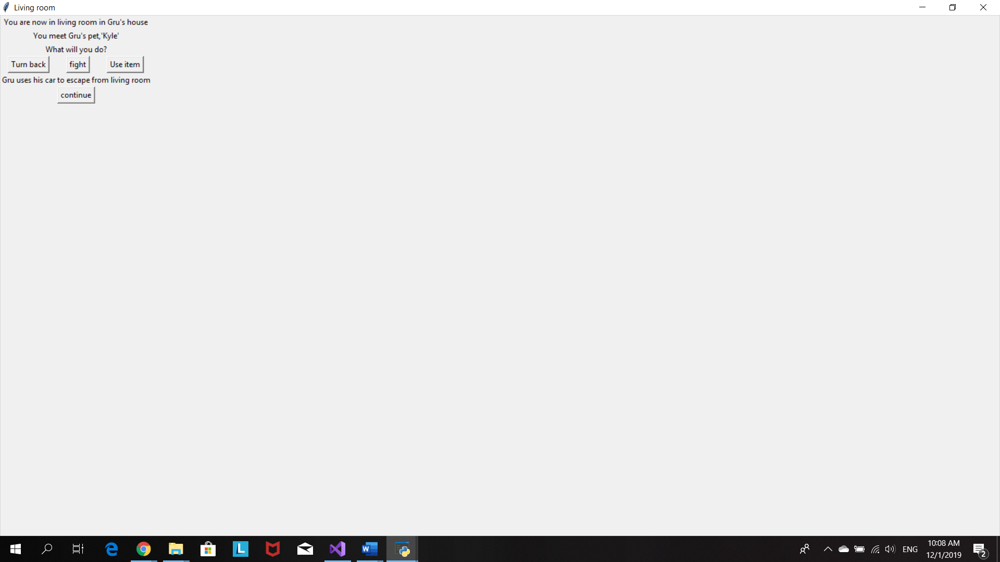 Living room
You are now in living room in Gru's house
You meet Gru's pet,'Kyle'
What will you do?
Turn back fight Use item
Gru uses his car to escape from living room
continue
L W ENG 10:08 AM
12/1/2019 2